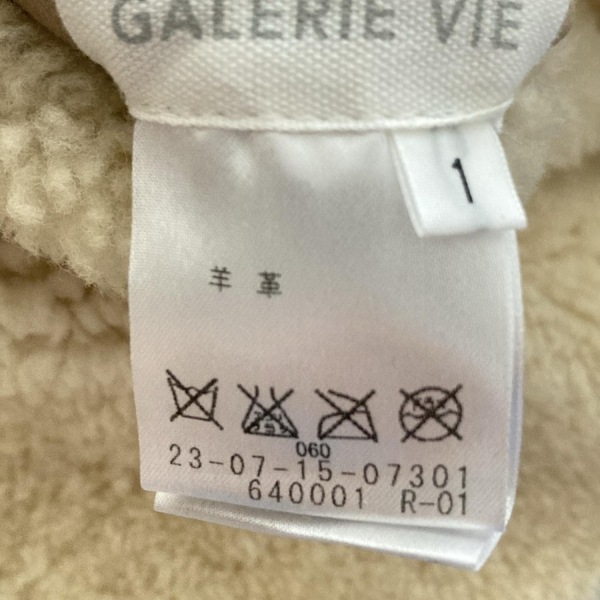 GALERIE VIE
1
羊革
060
23-07-15-07301
640001 R-01